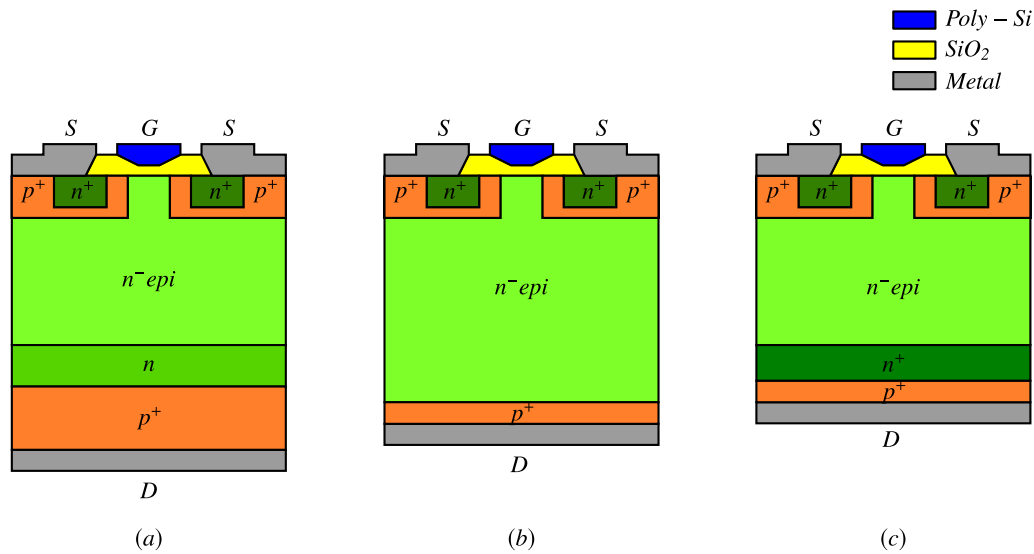 Poly − Si
SiO₂
Metal
S G S
S G S
S G S
p⁺ n⁺ n⁺ p⁺
p⁺ n⁺ n⁺ p⁺
p⁺ n⁺ n⁺ p⁺
n⁻epi
n⁻epi
n⁻epi
n
n⁺
p⁺
p⁺
p⁺
D
D
D
(a)
(b)
(c)